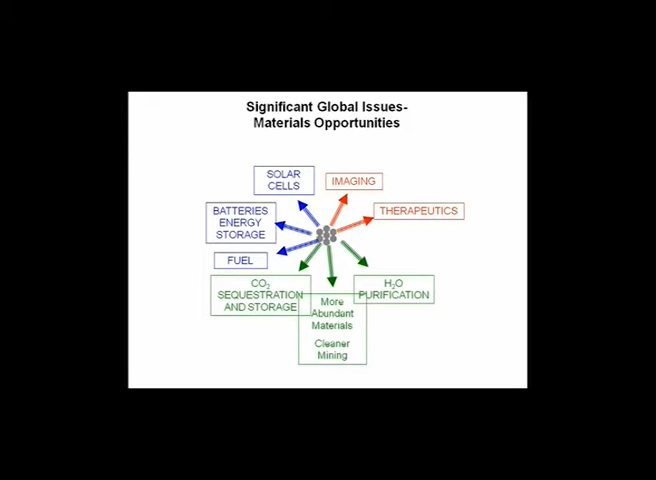 Significant Global Issues-
Materials Opportunities
SOLAR
CELLS
IMAGING
BATTERIES
ENERGY
STORAGE
THERAPEUTICS
FUEL
CO₂
SEQUESTRATION
AND STORAGE
H₂O
PURIFICATION
More
Abundant
Materials
Cleaner
Mining